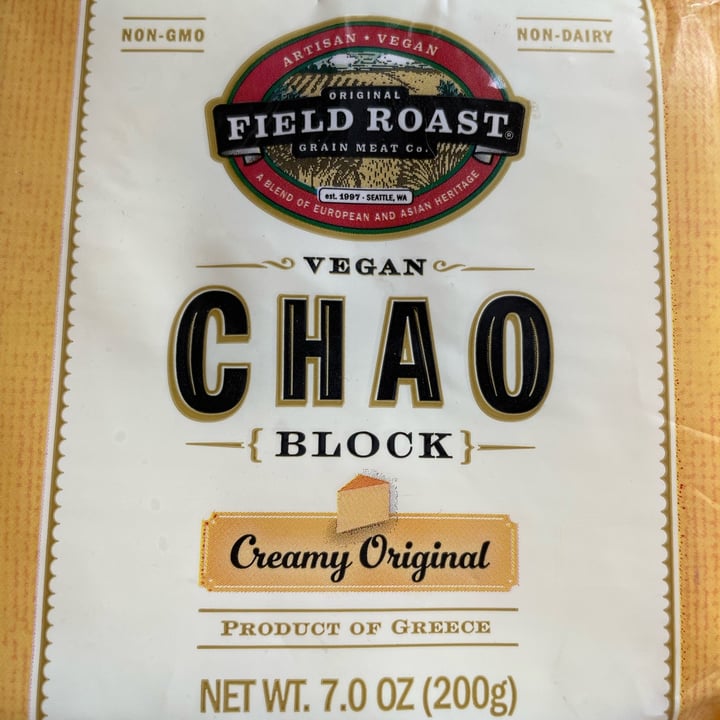 NON-GMO
NON-DAIRY
ARTISAN • VEGAN
ORIGINAL
FIELD ROAST®
GRAIN MEAT Co.
est. 1997 - SEATTLE, WA
A BLEND OF EUROPEAN AND ASIAN HERITAGE
VEGAN
CHAO
{BLOCK}
Creamy Original
PRODUCT OF GREECE
NET WT. 7.0 OZ (200g)